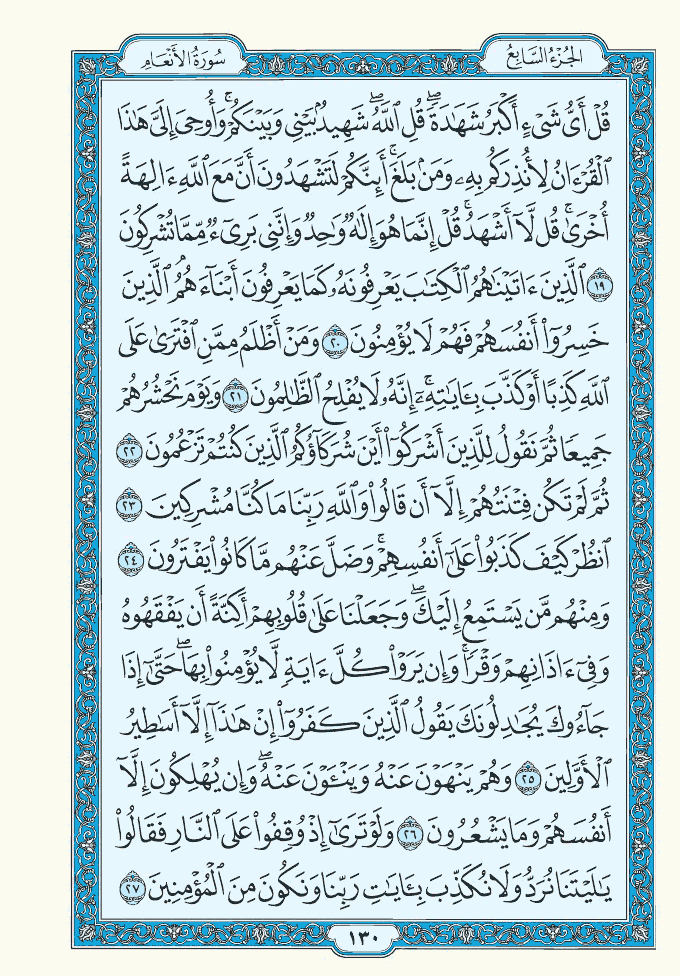 سُورَةُ الأَنْعَام
الجُزْءُ السَّابِعُ
قُلْ أَىُّ شَىْءٍ أَكْبَرُ شَهَٰدَةً ۖ قُلِ ٱللَّهُ ۖ شَهِيدٌۢ بَيْنِى وَبَيْنَكُمْ ۚ وَأُوحِىَ إِلَىَّ هَٰذَا
ٱلْقُرْءَانُ لِأُنذِرَكُم بِهِۦ وَمَنۢ بَلَغَ ۚ أَئِنَّكُمْ لَتَشْهَدُونَ أَنَّ مَعَ ٱللَّهِ ءَالِهَةً
أُخْرَىٰ ۚ قُل لَّآ أَشْهَدُ ۚ قُلْ إِنَّمَا هُوَ إِلَٰهٌ وَٰحِدٌ وَإِنَّنِى بَرِىٓءٌ مِّمَّا تُشْرِكُونَ
١٩ ٱلَّذِينَ ءَاتَيْنَٰهُمُ ٱلْكِتَٰبَ يَعْرِفُونَهُۥ كَمَا يَعْرِفُونَ أَبْنَآءَهُمُ ۘ ٱلَّذِينَ
خَسِرُوٓا۟ أَنفُسَهُمْ فَهُمْ لَا يُؤْمِنُونَ ٢٠ وَمَنْ أَظْلَمُ مِمَّنِ ٱفْتَرَىٰ عَلَى
ٱللَّهِ كَذِبًا أَوْ كَذَّبَ بِـَٔايَٰتِهِۦٓ ۗ إِنَّهُۥ لَا يُفْلِحُ ٱلظَّٰلِمُونَ ٢١ وَيَوْمَ نَحْشُرُهُمْ
جَمِيعًا ثُمَّ نَقُولُ لِلَّذِينَ أَشْرَكُوٓا۟ أَيْنَ شُرَكَآؤُكُمُ ٱلَّذِينَ كُنتُمْ تَزْعُمُونَ ٢٢
ثُمَّ لَمْ تَكُن فِتْنَتُهُمْ إِلَّآ أَن قَالُوا۟ وَٱللَّهِ رَبِّنَا مَا كُنَّا مُشْرِكِينَ ٢٣
ٱنظُرْ كَيْفَ كَذَبُوا۟ عَلَىٰٓ أَنفُسِهِمْ ۚ وَضَلَّ عَنْهُم مَّا كَانُوا۟ يَفْتَرُونَ ٢٤
وَمِنْهُم مَّن يَسْتَمِعُ إِلَيْكَ ۖ وَجَعَلْنَا عَلَىٰ قُلُوبِهِمْ أَكِنَّةً أَن يَفْقَهُوهُ
وَفِىٓ ءَاذَانِهِمْ وَقْرًا ۚ وَإِن يَرَوْا۟ كُلَّ ءَايَةٍ لَّا يُؤْمِنُوا۟ بِهَا ۖ حَتَّىٰٓ إِذَا
جَآءُوكَ يُجَٰدِلُونَكَ يَقُولُ ٱلَّذِينَ كَفَرُوٓا۟ إِنْ هَٰذَآ إِلَّآ أَسَٰطِيرُ
ٱلْأَوَّلِينَ ٢٥ وَهُمْ يَنْهَوْنَ عَنْهُ وَيَنْـَٔوْنَ عَنْهُ ۖ وَإِن يُهْلِكُونَ إِلَّآ
أَنفُسَهُمْ وَمَا يَشْعُرُونَ ٢٦ وَلَوْ تَرَىٰٓ إِذْ وُقِفُوا۟ عَلَى ٱلنَّارِ فَقَالُوا۟
يَٰلَيْتَنَا نُرَدُّ وَلَا نُكَذِّبَ بِـَٔايَٰتِ رَبِّنَا وَنَكُونَ مِنَ ٱلْمُؤْمِنِينَ ٢٧
١٣٠